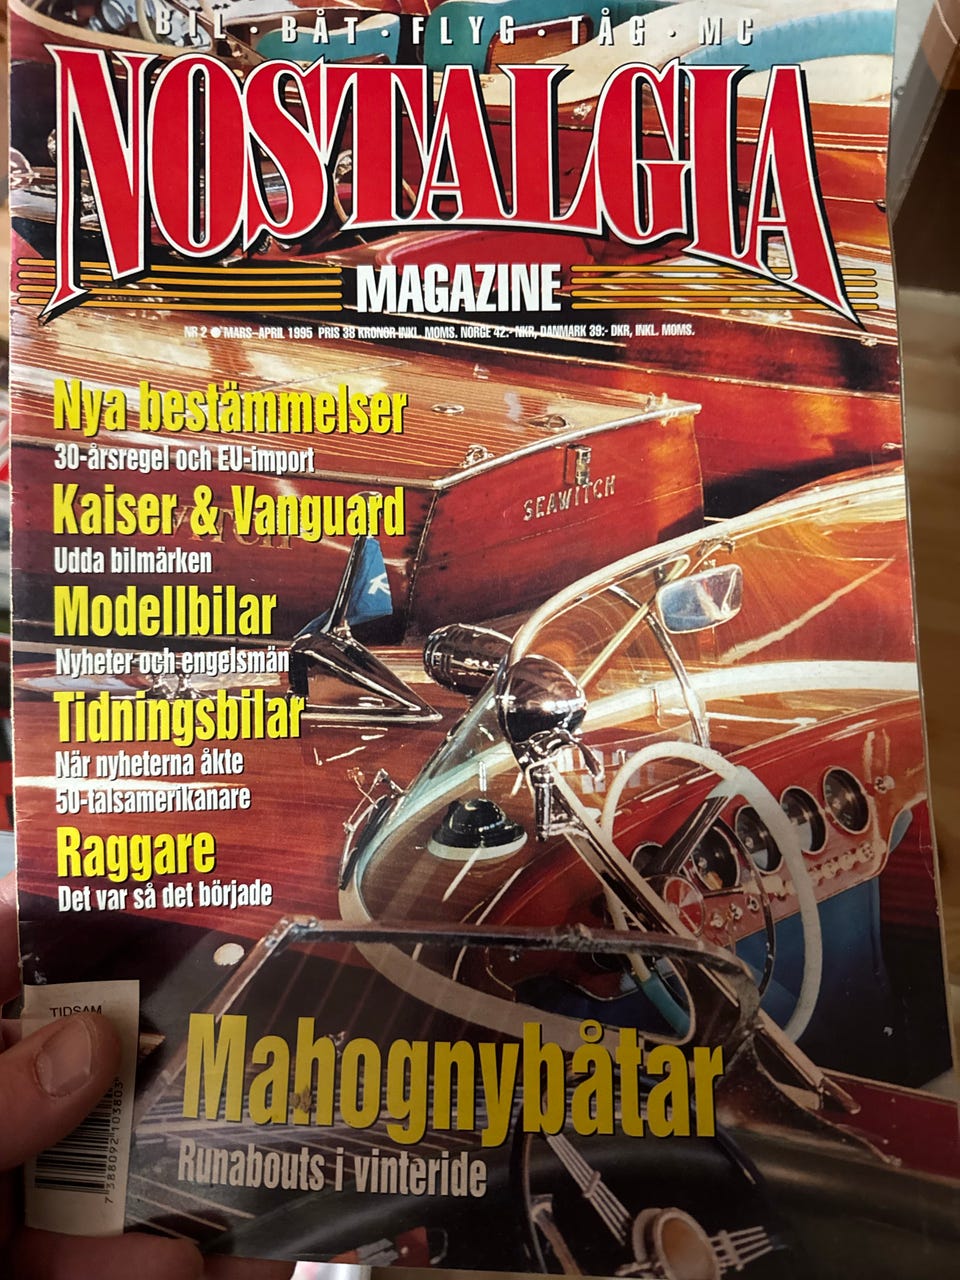 BIL · BÅT · FLYG · TÅG · MC
NOSTALGIA
MAGAZINE
NR 2 ● MARS–APRIL 1995 PRIS 38 KRONOR INKL. MOMS. NORGE 42:- NKR, DANMARK 39:- DKR, INKL. MOMS.
Nya bestämmelser
30-årsregel och EU-import
SEAWITCH
Kaiser & Vanguard
Udda bilmärken
Modellbilar
Nyheter och engelsmän
Tidningsbilar
När nyheterna åkte
50-talsamerikanare
Raggare
Det var så det började
TIDSAM
Mahognybåtar
Runabouts i vinteride
7 388092 103803